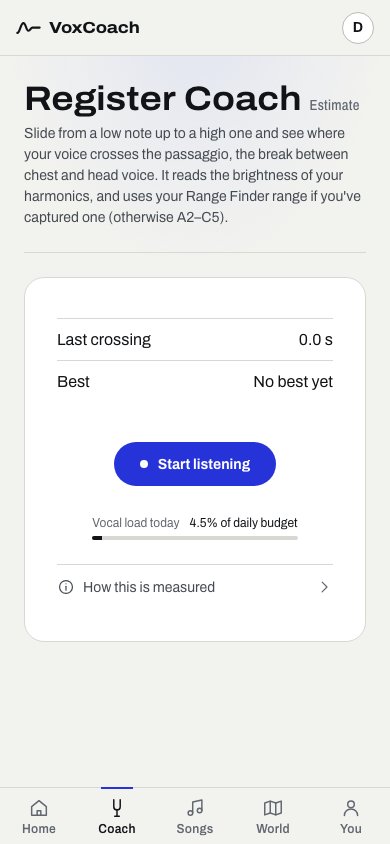 VoxCoach
D
Register Coach Estimate
Slide from a low note up to a high one and see where
your voice crosses the passaggio, the break between
chest and head voice. It reads the brightness of your
harmonics, and uses your Range Finder range if you've
captured one (otherwise A2–C5).
Last crossing 0.0 s
Best No best yet
Start listening
Vocal load today 4.5% of daily budget
How this is measured
Home Coach Songs World You